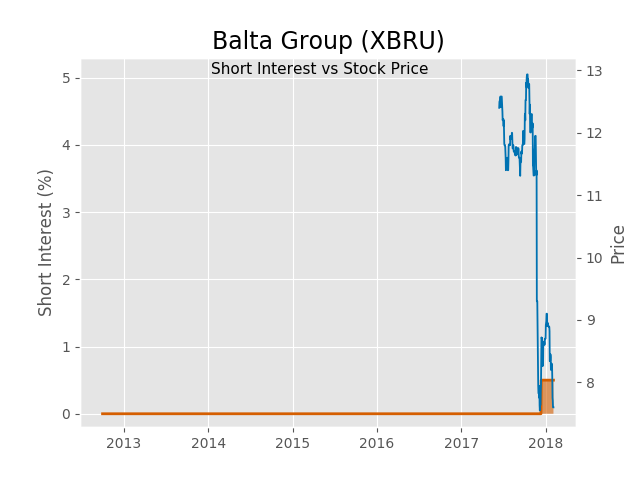 Balta Group (XBRU)
Short Interest vs Stock Price
Short Interest (%)
5
4
3
2
1
0
13
12
11
10
9
8
Price
2013 2014 2015 2016 2017 2018